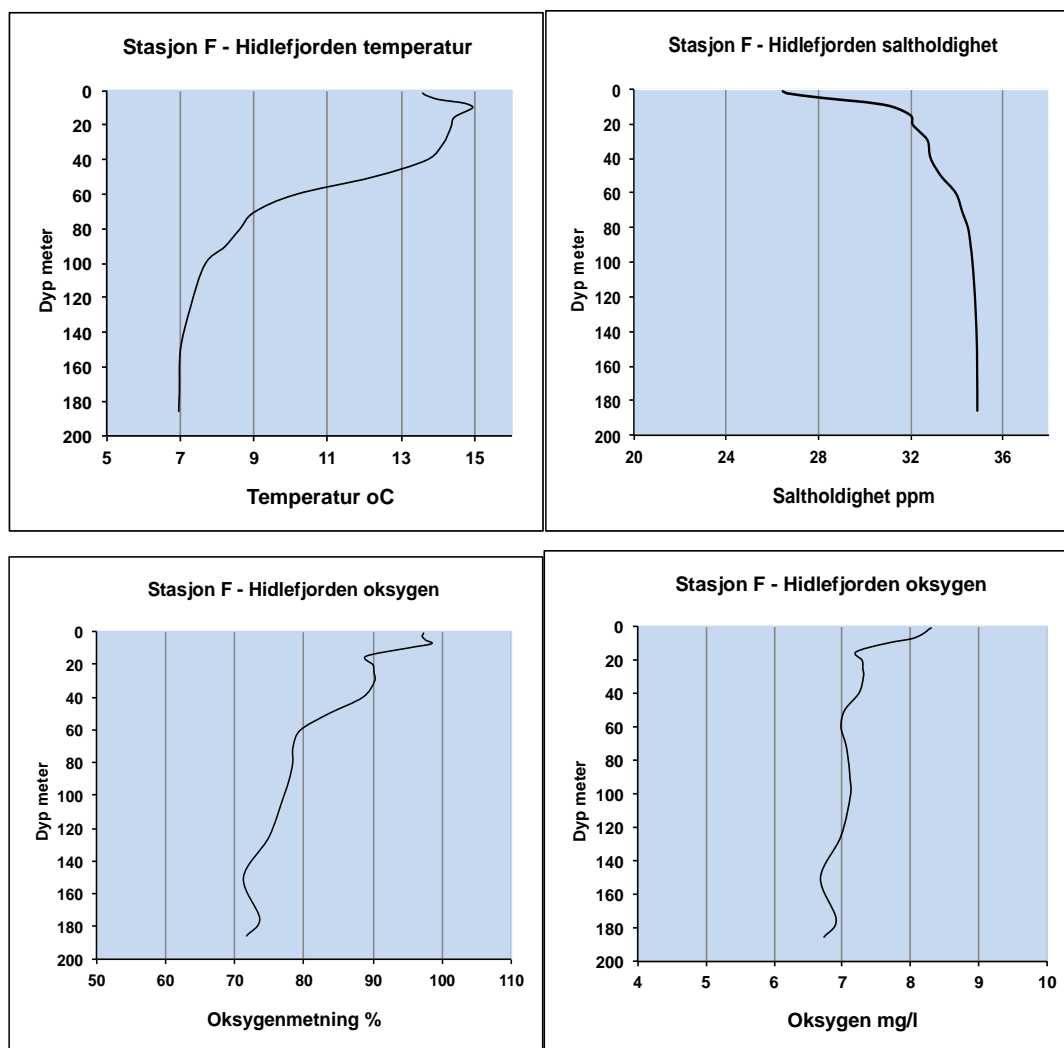 Stasjon F - Hidlefjorden temperatur
0
20
40
60
80
100
120
140
160
180
200
Dyp meter
5 7 9 11 13 15
Temperatur oC
Stasjon F - Hidlefjorden saltholdighet
0
20
40
60
80
100
120
140
160
180
200
Dyp meter
20 24 28 32 36
Saltholdighet ppm
Stasjon F - Hidlefjorden oksygen
0
20
40
60
80
100
120
140
160
180
200
Dyp meter
50 60 70 80 90 100 110
Oksygenmetning %
Stasjon F - Hidlefjorden oksygen
0
20
40
60
80
100
120
140
160
180
200
Dyp meter
4 5 6 7 8 9 10
Oksygen mg/l